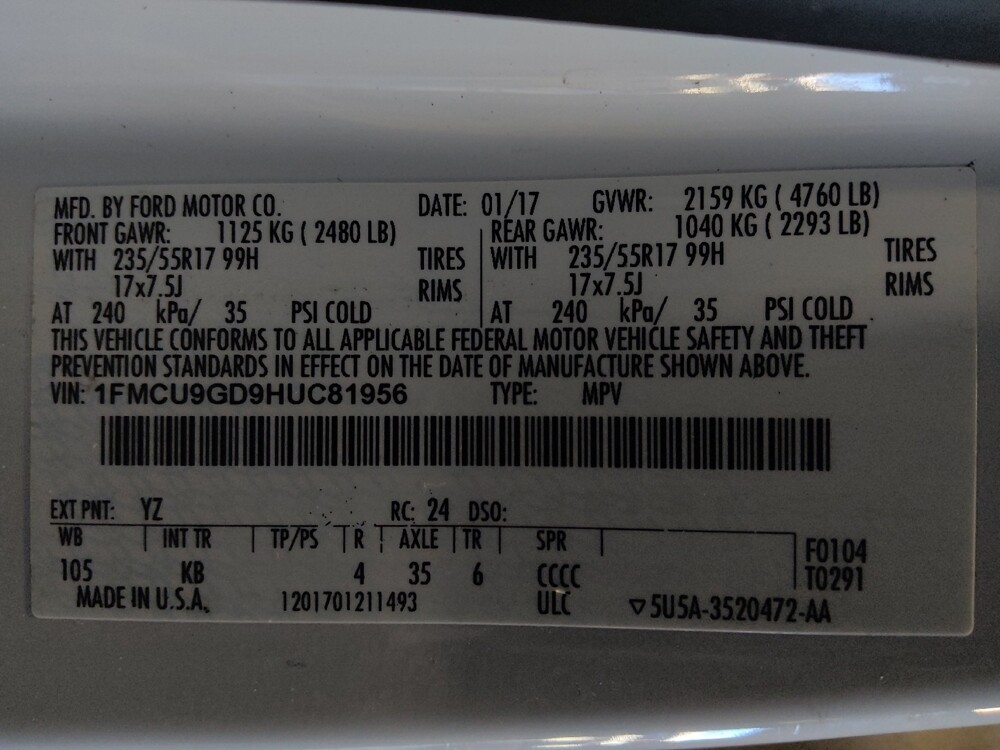 MFD. BY FORD MOTOR CO. DATE: 01/17 GVWR: 2159 KG ( 4760 LB)
FRONT GAWR: 1125 KG ( 2480 LB) REAR GAWR: 1040 KG ( 2293 LB)
WITH 235/55R17 99H TIRES WITH 235/55R17 99H TIRES
17x7.5J RIMS 17x7.5J RIMS
AT 240 kPa/ 35 PSI COLD AT 240 kPa/ 35 PSI COLD .
THIS VEHICLE CONFORMS TO ALL APPLICABLE FEDERAL MOTOR VEHICLE SAFETY AND THEFT
PREVENTION STANDARDS IN EFFECT ON THE DATE OF MANUFACTURE SHOWN ABOVE.
VIN: 1FMCU9GD9HUC81956 TYPE: MPV
EXT PNT: YZ RC: 24 DSO:
WB INT TR TP/PS R AXLE TR SPR
105 KB 4 35 6 CCCC
F0104
T0291
MADE IN U.S.A. 1201701211493 ULC ▽5U5A-3520472-AA